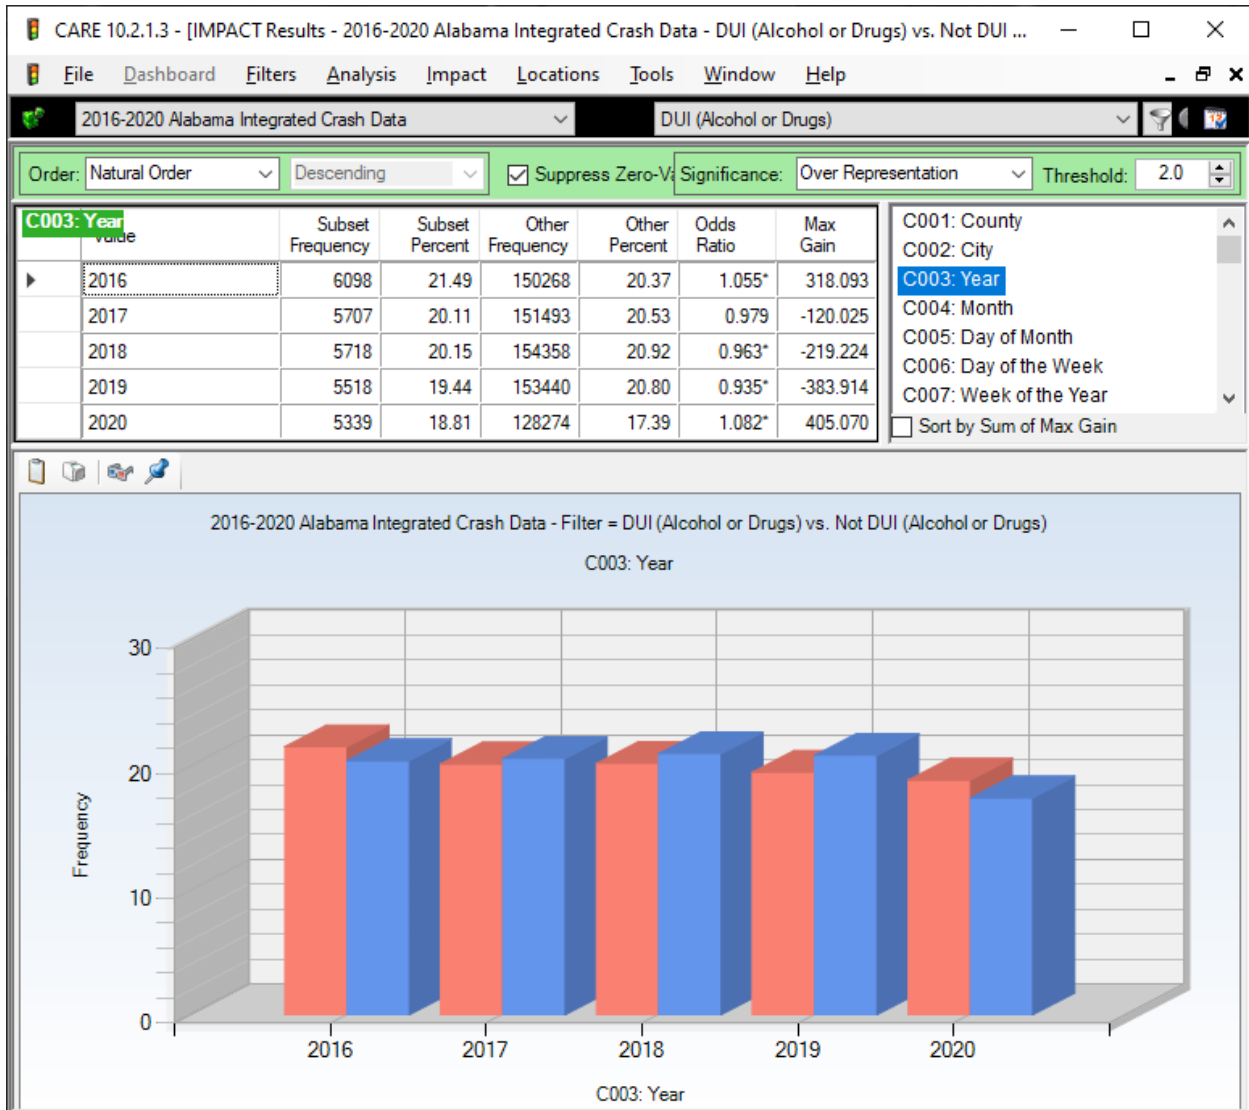 CARE 10.2.1.3 - [IMPACT Results - 2016-2020 Alabama Integrated Crash Data - DUI (Alcohol or Drugs) vs. Not DUI ...
File Dashboard Filters Analysis Impact Locations Tools Window Help
2016-2020 Alabama Integrated Crash Data DUI (Alcohol or Drugs)
Order: Natural Order Descending Suppress Zero-Va Significance: Over Representation Threshold: 2.0
C003: Year
Value Subset Frequency Subset Percent Other Frequency Other Percent Odds Ratio Max Gain
2016 6098 21.49 150268 20.37 1.055* 318.093
2017 5707 20.11 151493 20.53 0.979 -120.025
2018 5718 20.15 154358 20.92 0.963* -219.224
2019 5518 19.44 153440 20.80 0.935* -383.914
2020 5339 18.81 128274 17.39 1.082* 405.070
C001: County
C002: City
C003: Year
C004: Month
C005: Day of Month
C006: Day of the Week
C007: Week of the Year
Sort by Sum of Max Gain
2016-2020 Alabama Integrated Crash Data - Filter = DUI (Alcohol or Drugs) vs. Not DUI (Alcohol or Drugs)
C003: Year
30
20
10
0
Frequency
2016 2017 2018 2019 2020
C003: Year